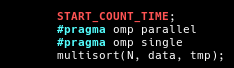 START_COUNT_TIME;
#pragma omp parallel
#pragma omp single
multisort(N, data, tmp);